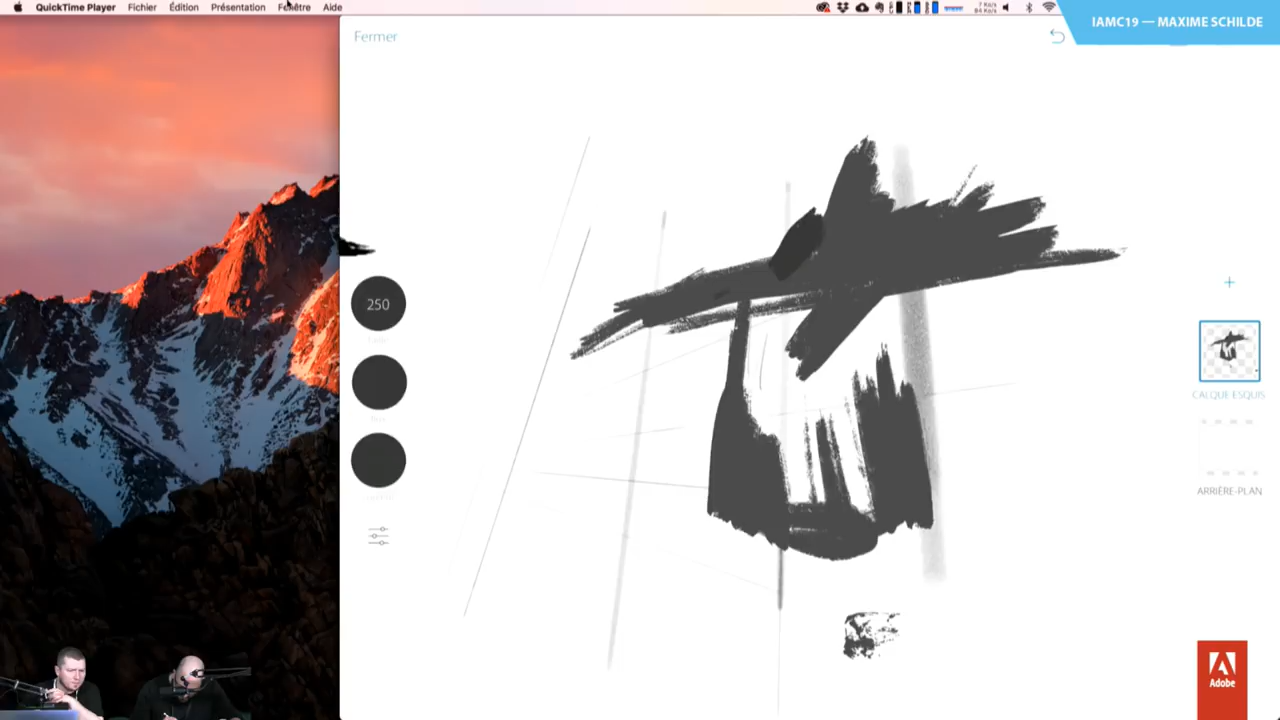 QuickTime Player Fichier Édition Présentation Fenêtre Aide
IAMC19 — MAXIME SCHILDE
Fermer
250
CALQUE ESQUIS
ARRIÈRE-PLAN
Adobe